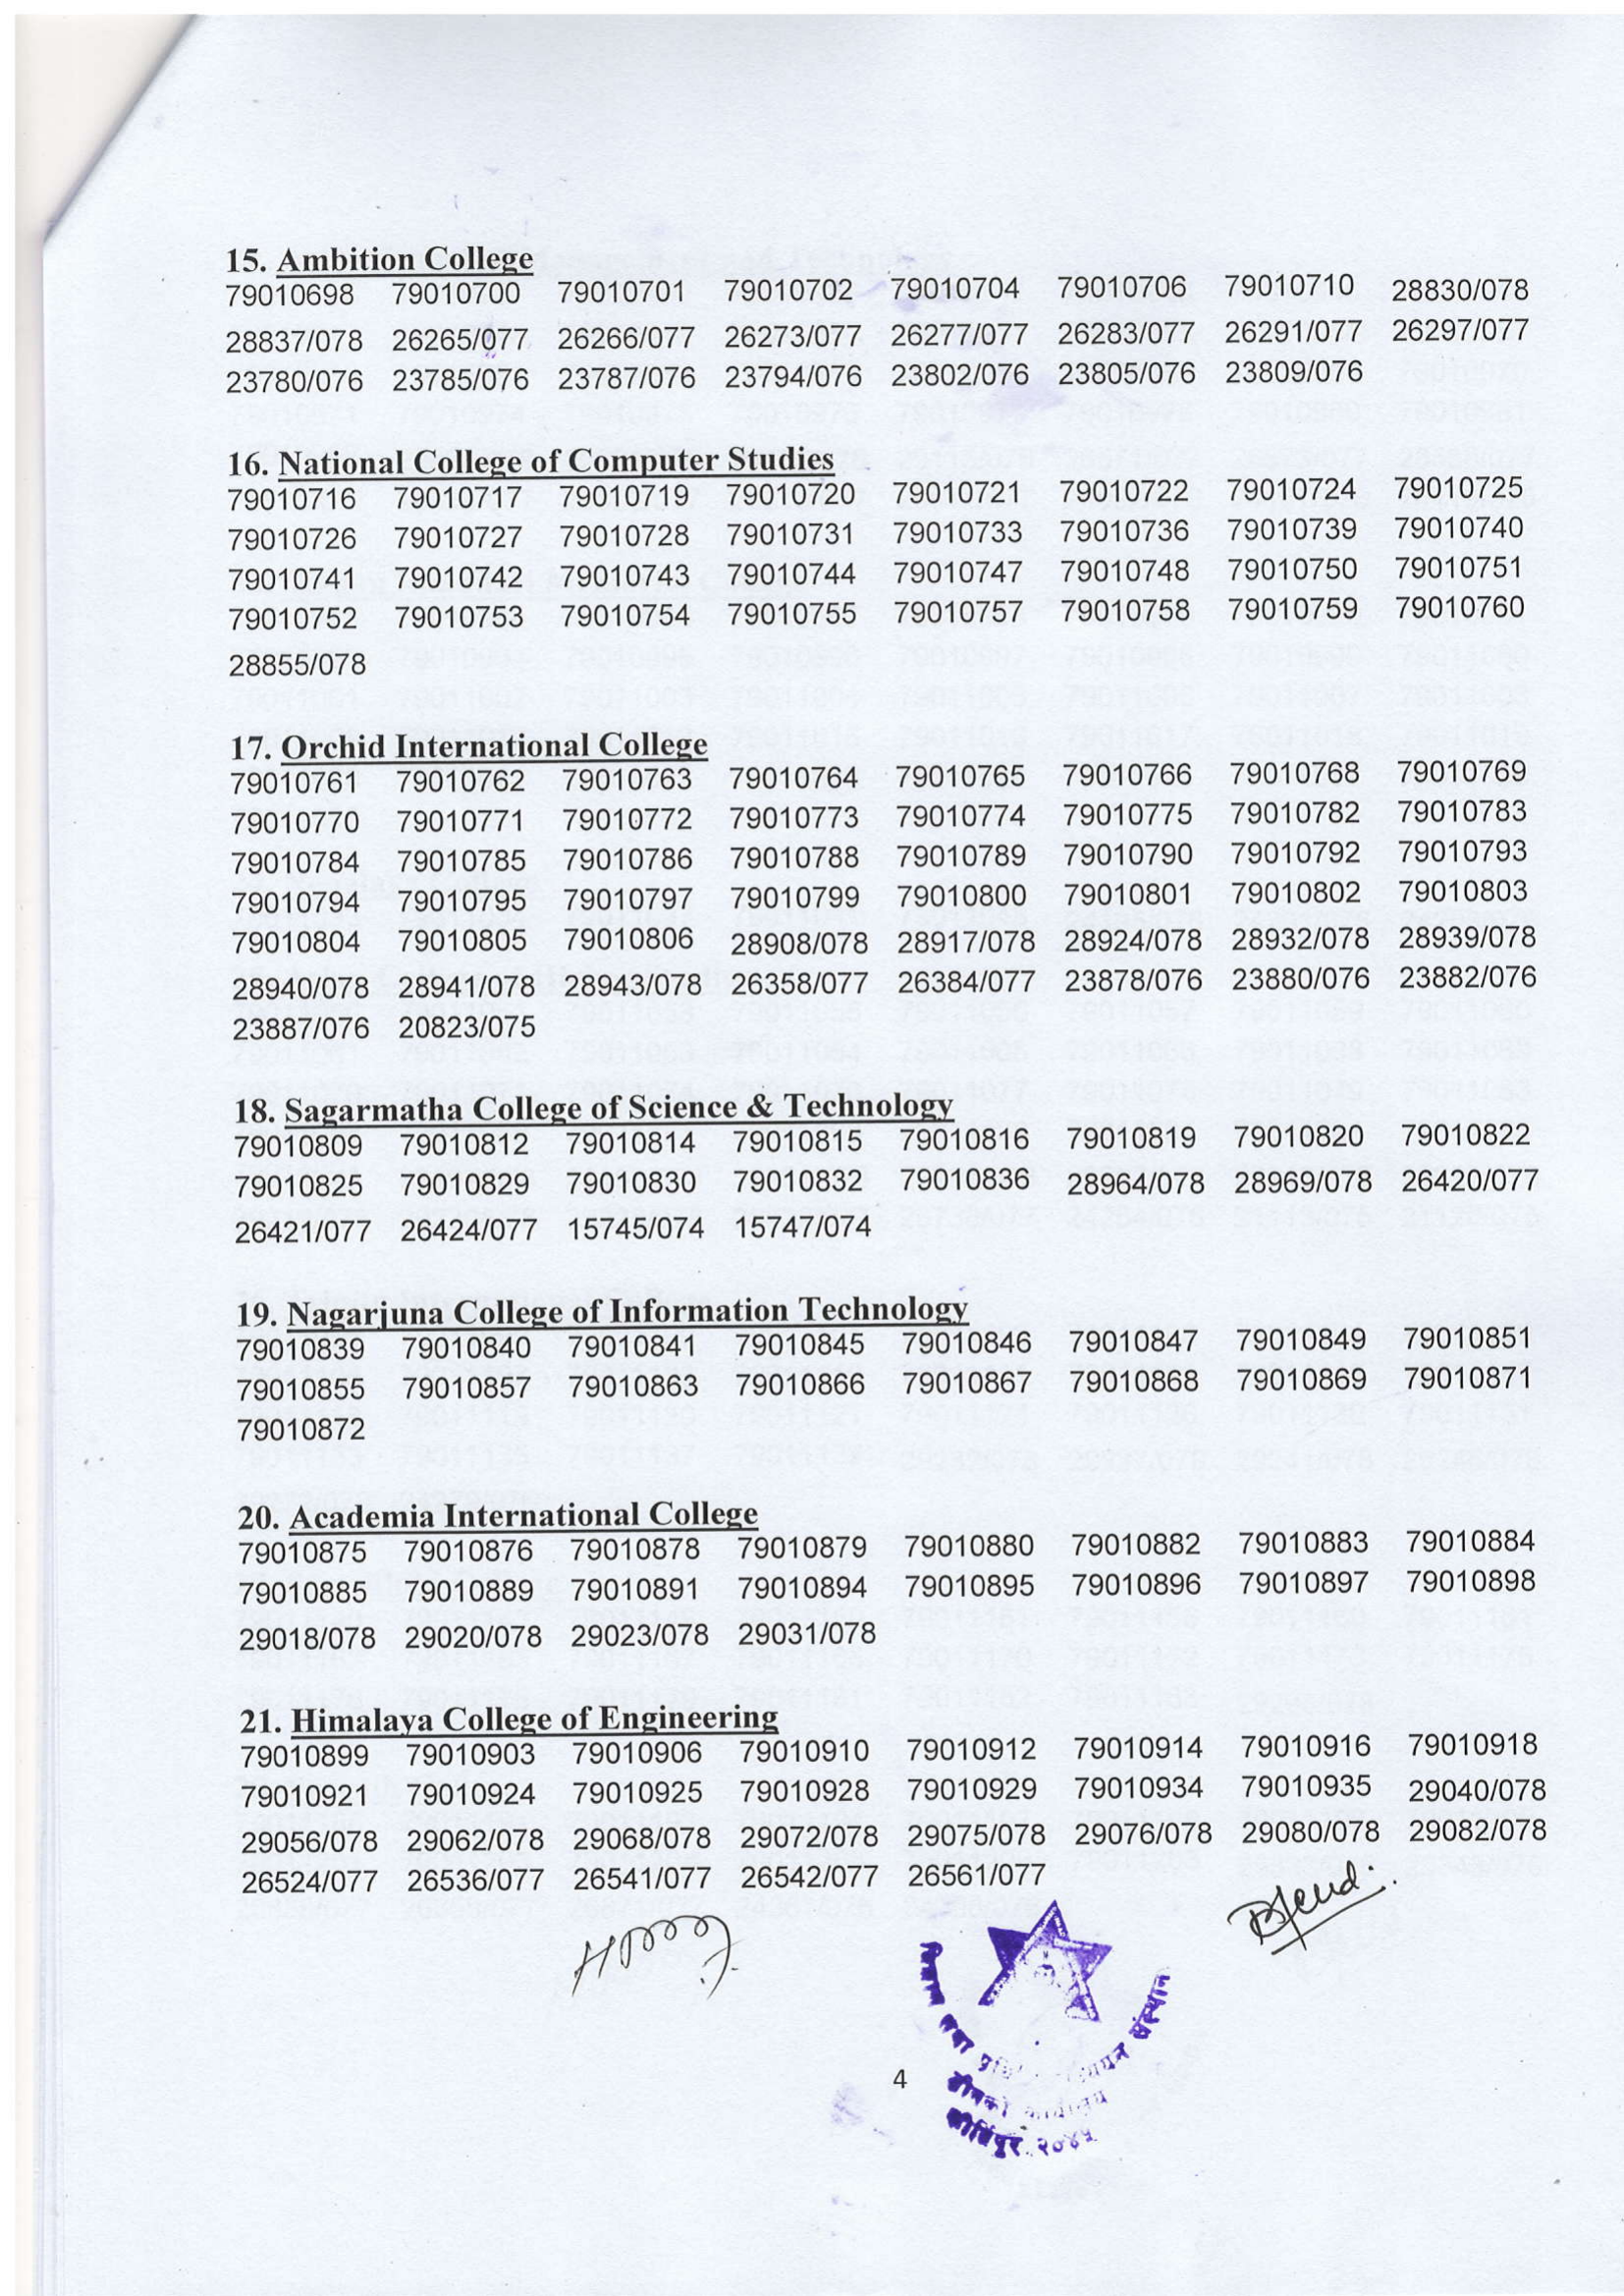 15. Ambition College
79010698 79010700 79010701 79010702 79010704 79010706 79010710 28830/078
28837/078 26265/077 26266/077 26273/077 26277/077 26283/077 26291/077 26297/077
23780/076 23785/076 23787/076 23794/076 23802/076 23805/076 23809/076
16. National College of Computer Studies
79010716 79010717 79010719 79010720 79010721 79010722 79010724 79010725
79010726 79010727 79010728 79010731 79010733 79010736 79010739 79010740
79010741 79010742 79010743 79010744 79010747 79010748 79010750 79010751
79010752 79010753 79010754 79010755 79010757 79010758 79010759 79010760
28855/078
17. Orchid International College
79010761 79010762 79010763 79010764 79010765 79010766 79010768 79010769
79010770 79010771 79010772 79010773 79010774 79010775 79010782 79010783
79010784 79010785 79010786 79010788 79010789 79010790 79010792 79010793
79010794 79010795 79010797 79010799 79010800 79010801 79010802 79010803
79010804 79010805 79010806 28908/078 28917/078 28924/078 28932/078 28939/078
28940/078 28941/078 28943/078 26358/077 26384/077 23878/076 23880/076 23882/076
23887/076 20823/075
18. Sagarmatha College of Science & Technology
79010809 79010812 79010814 79010815 79010816 79010819 79010820 79010822
79010825 79010829 79010830 79010832 79010836 28964/078 28969/078 26420/077
26421/077 26424/077 15745/074 15747/074
19. Nagarjuna College of Information Technology
79010839 79010840 79010841 79010845 79010846 79010847 79010849 79010851
79010855 79010857 79010863 79010866 79010867 79010868 79010869 79010871
79010872
20. Academia International College
79010875 79010876 79010878 79010879 79010880 79010882 79010883 79010884
79010885 79010889 79010891 79010894 79010895 79010896 79010897 79010898
29018/078 29020/078 29023/078 29031/078
21. Himalaya College of Engineering
79010899 79010903 79010906 79010910 79010912 79010914 79010916 79010918
79010921 79010924 79010925 79010928 79010929 79010934 79010935 29040/078
29056/078 29062/078 29068/078 29072/078 29075/078 29076/078 29080/078 29082/078
26524/077 26536/077 26541/077 26542/077 26561/077
4